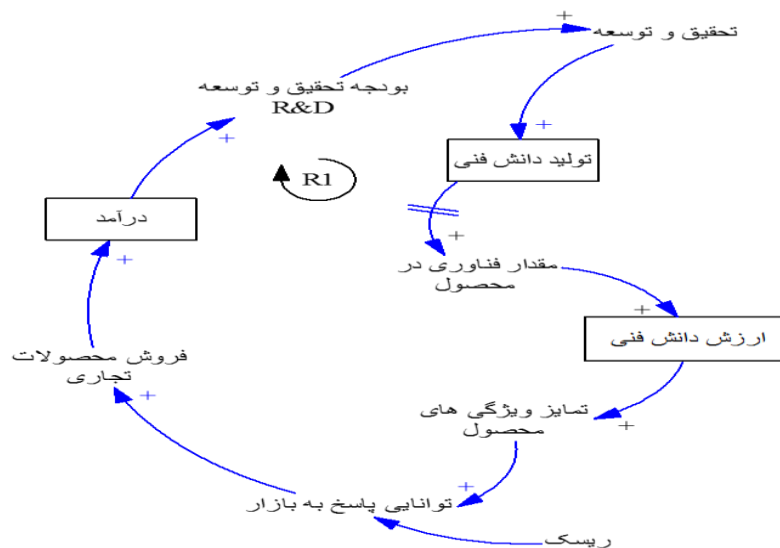 تحقیق و توسعه
بودجه تحقیق و توسعه
R&D
تولید دانش فنی
R1
درآمد
مقدار فناوری در
محصول
ارزش دانش فنی
فروش محصولات
تجاری
تمایز ویژگی های
محصول
توانایی پاسخ به بازار
ریسک
+
+
+
+
+
+
+
+
+
+